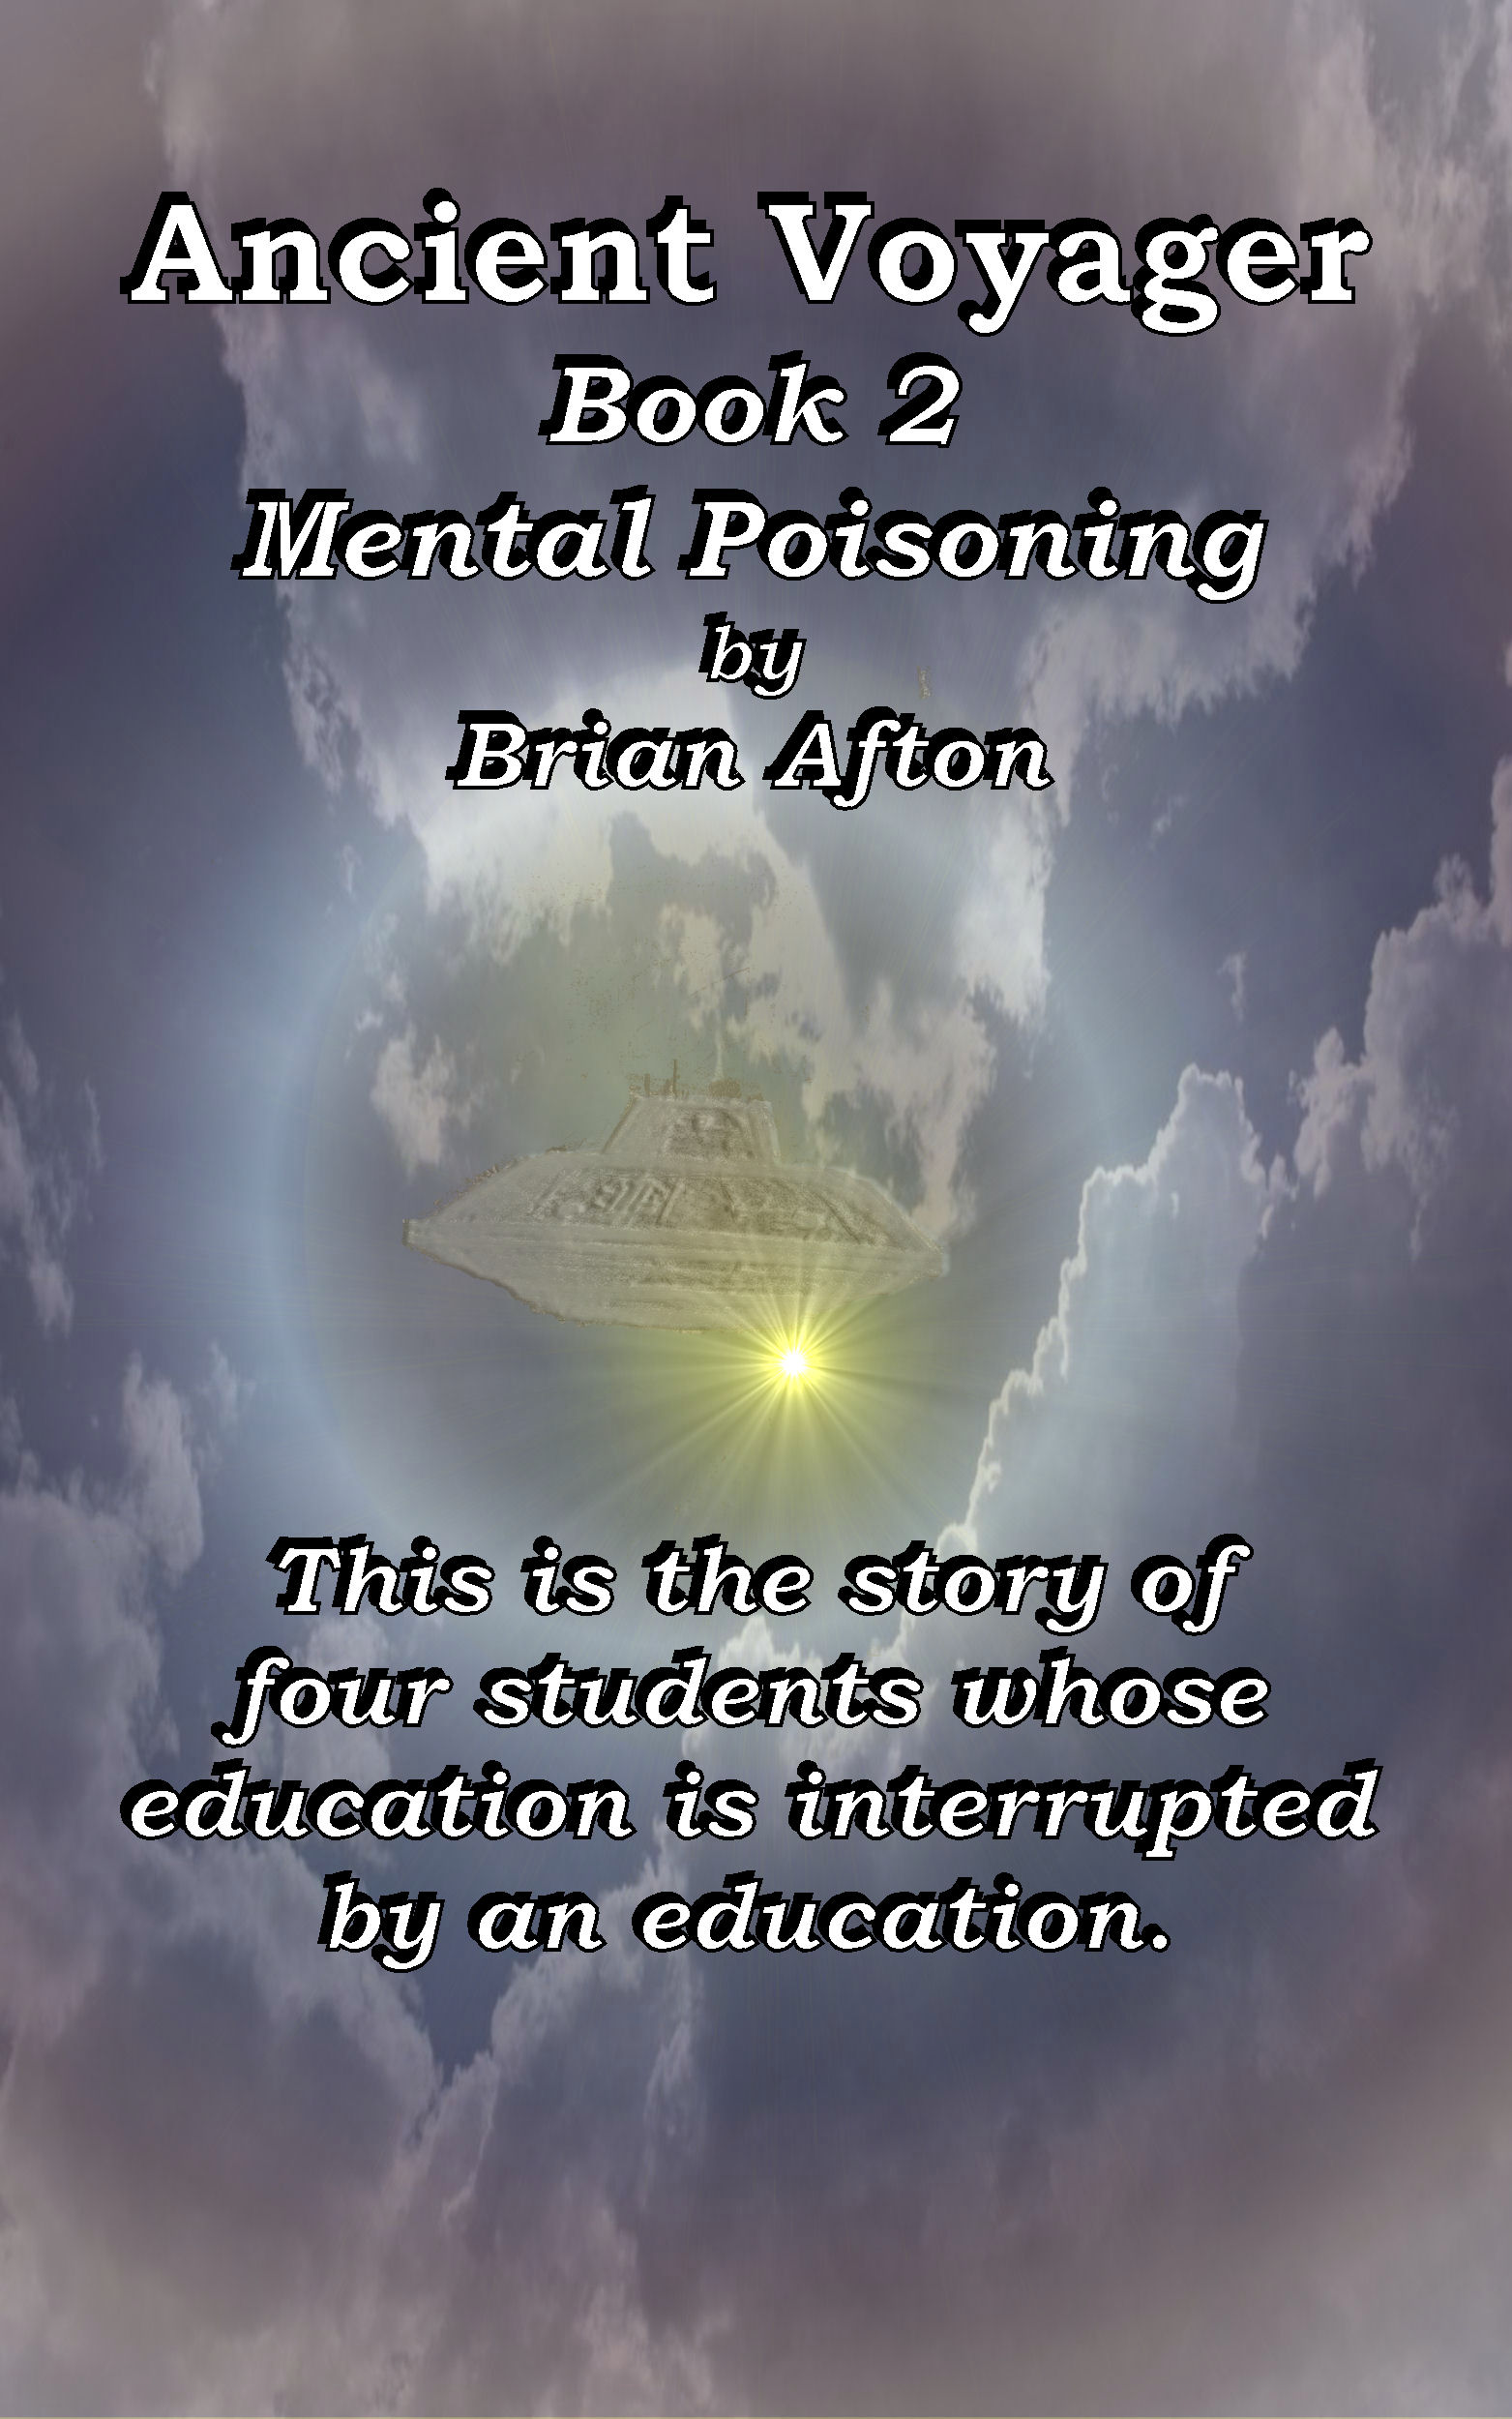 Ancient Voyager
Book 2
Mental Poisoning
by
Brian Afton
This is the story of
four students whose
education is interrupted
by an education.